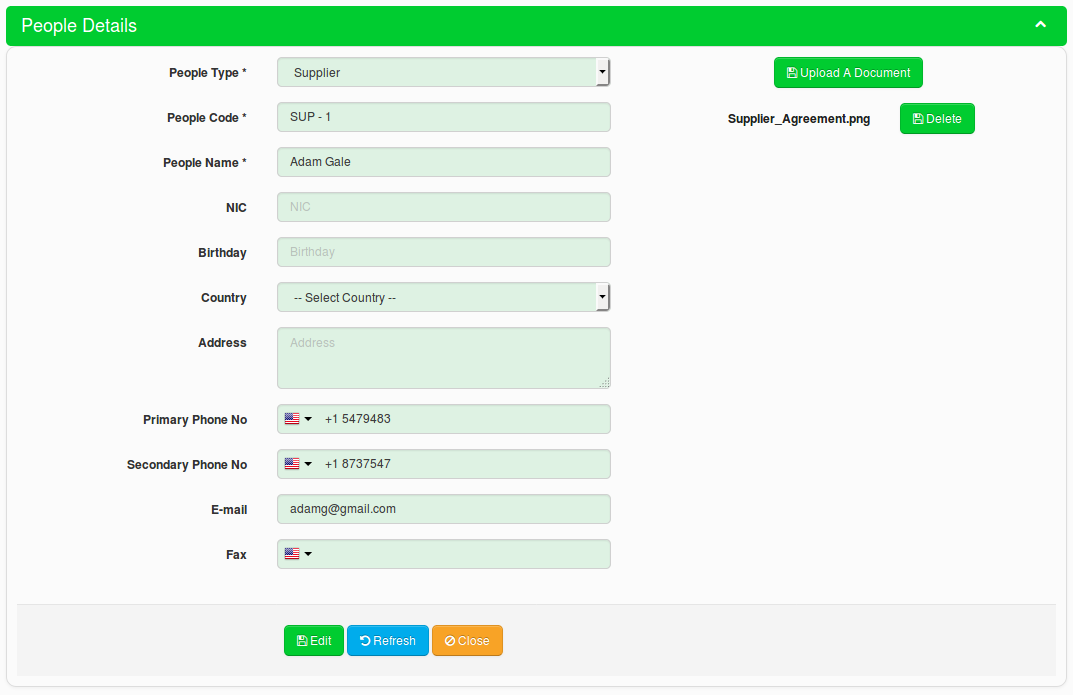 People Details
People Type * Supplier
Upload A Document
People Code * SUP - 1
Supplier_Agreement.png Delete
People Name * Adam Gale
NIC NIC
Birthday Birthday
Country -- Select Country --
Address Address
Primary Phone No +1 5479483
Secondary Phone No +1 8737547
E-mail adamg@gmail.com
Fax
Edit Refresh Close